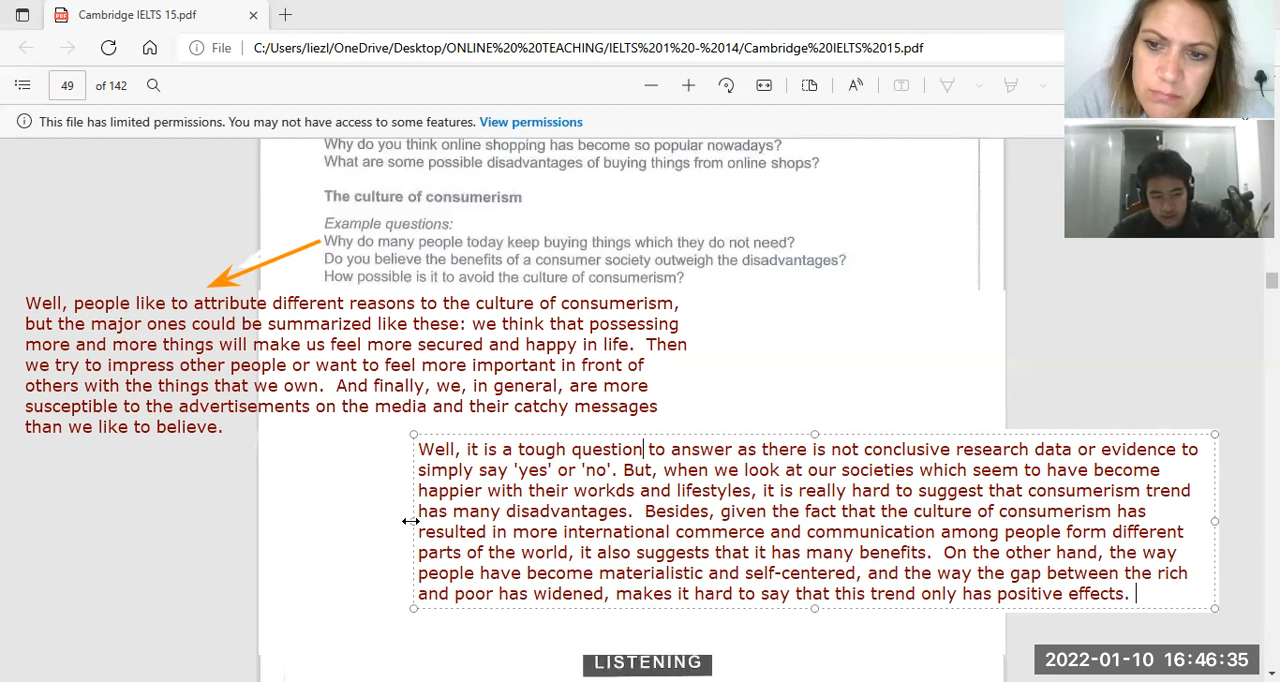 Cambridge IELTS 15.pdf
File
C:/Users/liezl/OneDrive/Desktop/ONLINE%20%20TEACHING/IELTS%201%20-%2014/Cambridge%20IELTS%2015.pdf
49 of 142
This file has limited permissions. You may not have access to some features. View permissions
Why do you think online shopping has become so popular nowadays?
What are some possible disadvantages of buying things from online shops?
The culture of consumerism
Example questions:
Why do many people today keep buying things which they do not need?
Do you believe the benefits of a consumer society outweigh the disadvantages?
How possible is it to avoid the culture of consumerism?
Well, people like to attribute different reasons to the culture of consumerism,
but the major ones could be summarized like these: we think that possessing
more and more things will make us feel more secured and happy in life.  Then
we try to impress other people or want to feel more important in front of
others with the things that we own.  And finally, we, in general, are more
susceptible to the advertisements on the media and their catchy messages
than we like to believe.
Well, it is a tough question to answer as there is not conclusive research data or evidence to
simply say 'yes' or 'no'. But, when we look at our societies which seem to have become
happier with their workds and lifestyles, it is really hard to suggest that consumerism trend
has many disadvantages.  Besides, given the fact that the culture of consumerism has
resulted in more international commerce and communication among people form different
parts of the world, it also suggests that it has many benefits.  On the other hand, the way
people have become materialistic and self-centered, and the way the gap between the rich
and poor has widened, makes it hard to say that this trend only has positive effects.
LISTENING
2022-01-10 16:46:35